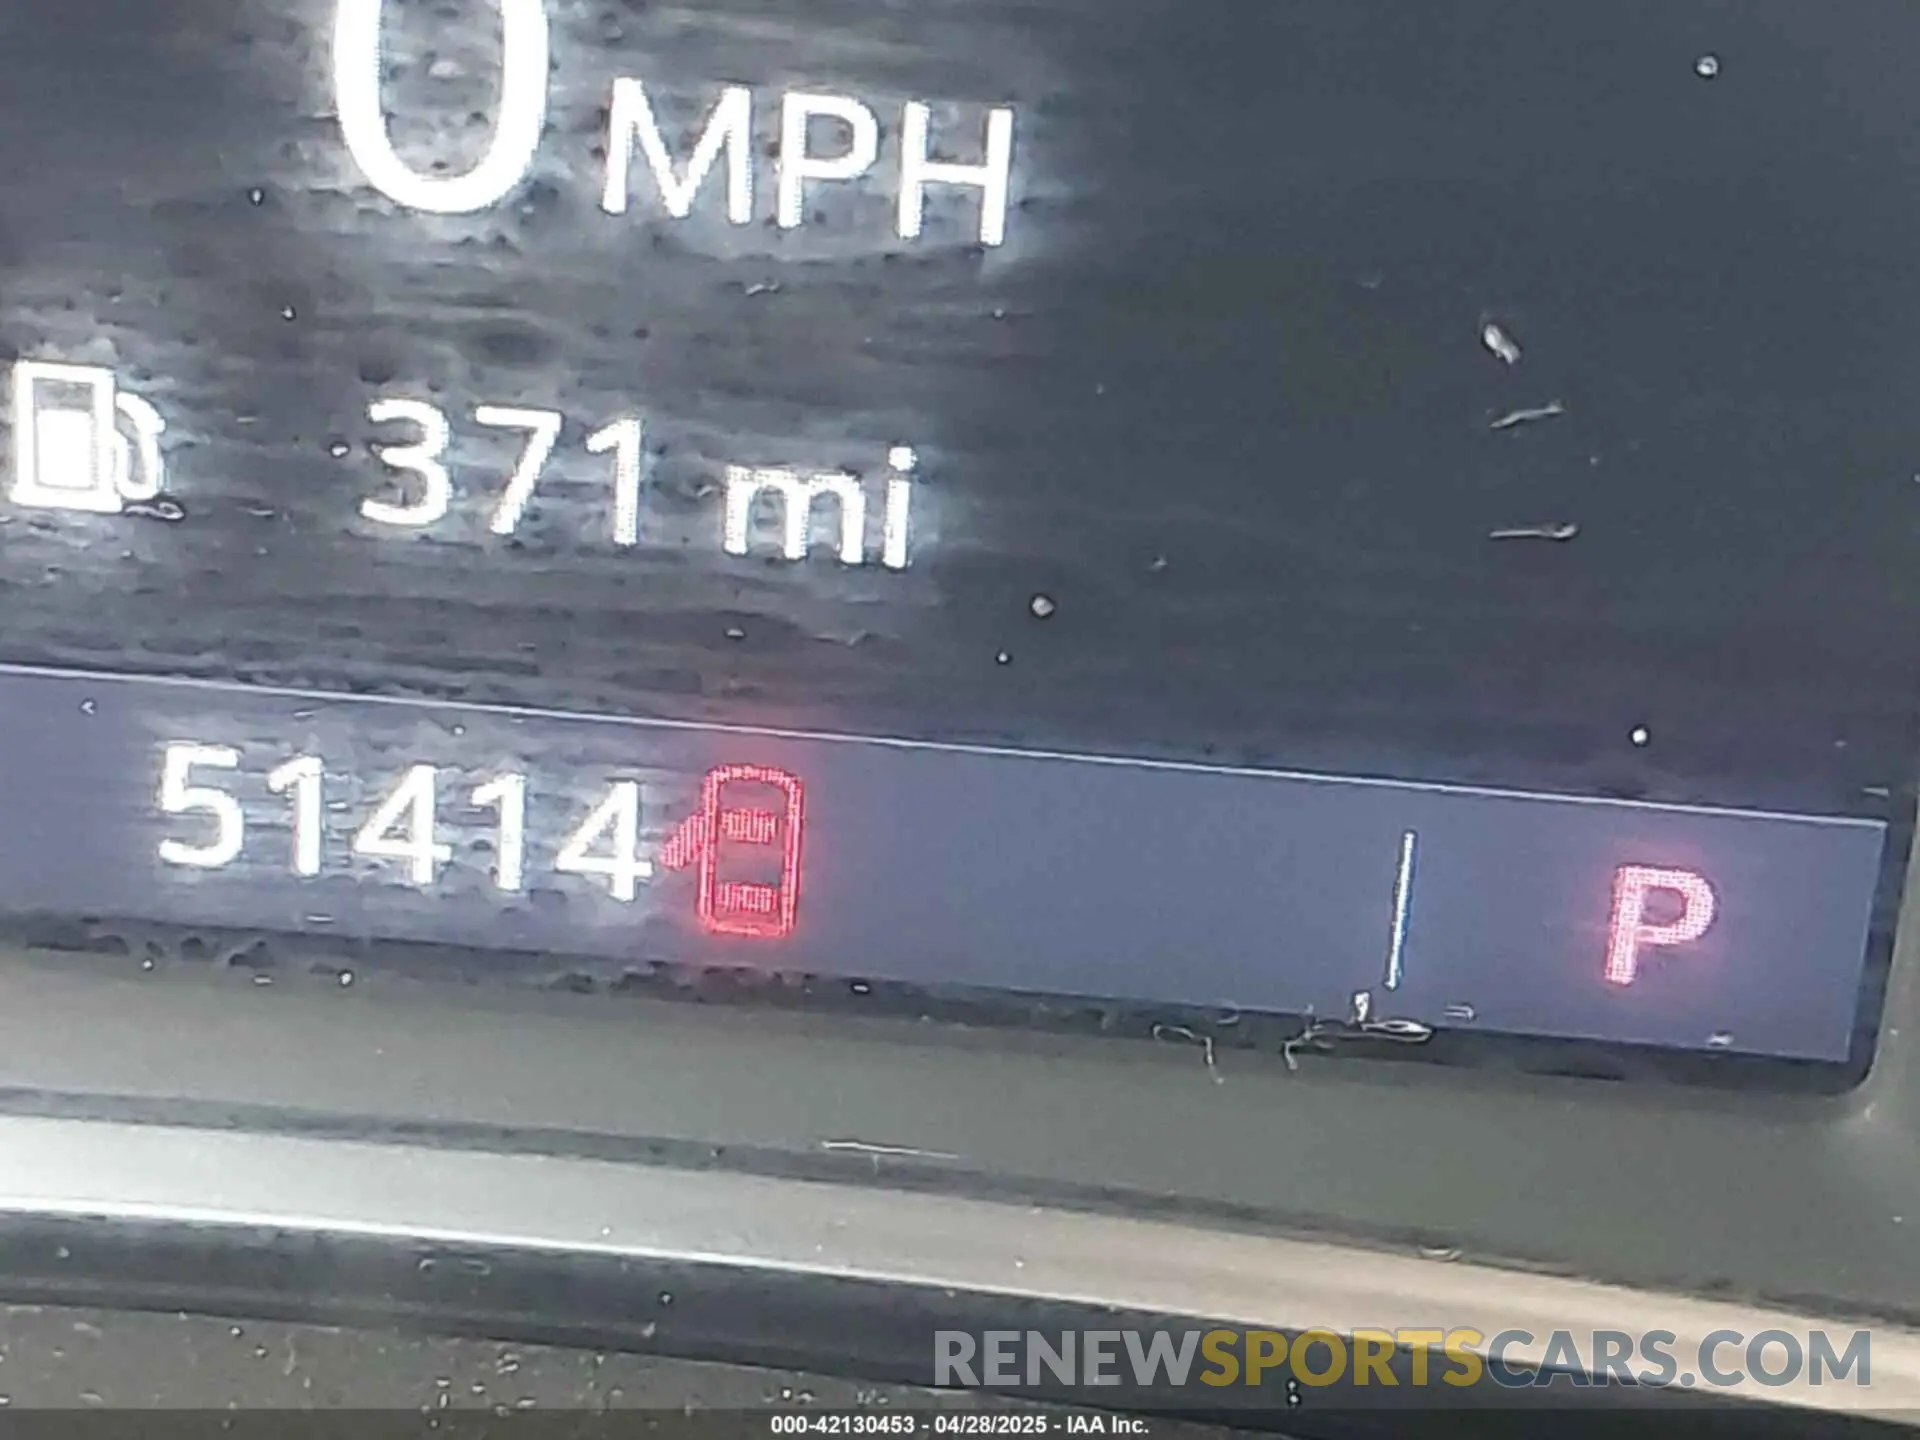 0 MPH
371 mi
51414
P
RENEWSPORTSCARS.COM
000-42130453 - 04/28/2025 - IAA Inc.